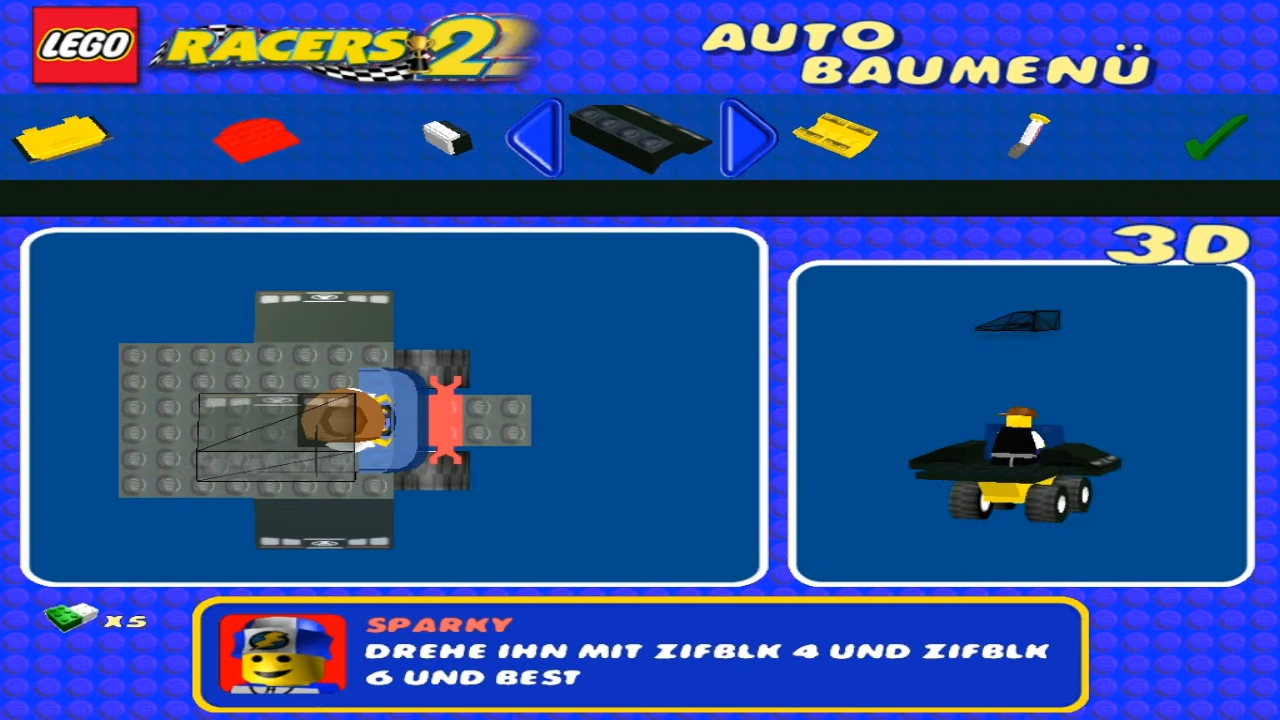 LEGO RACERS 2
AUTO
BAUMENÜ
3D
X5
SPARKY
DREHE IHN MIT ZIFBLK 4 UND ZIFBLK
6 UND BEST